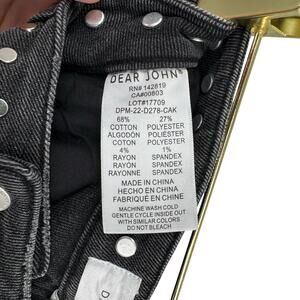 DEAR JOHN
RN# 142819
CA#00803
LOT#17709
DPM-22-D278-CAK
68% 27%
COTTON POLYESTER
ALGODÓN POLIÉSTER
COTON POLYESTER
4% 1%
RAYON SPANDEX
RAYÓN SPANDEX
RAYONNE SPANDEX
MADE IN CHINA
HECHO EN CHINA
FABRIQUÉ EN CHINE
MACHINE WASH COLD
GENTLE CYCLE INSIDE OUT
WITH SIMILAR COLORS
DO NOT BLEACH